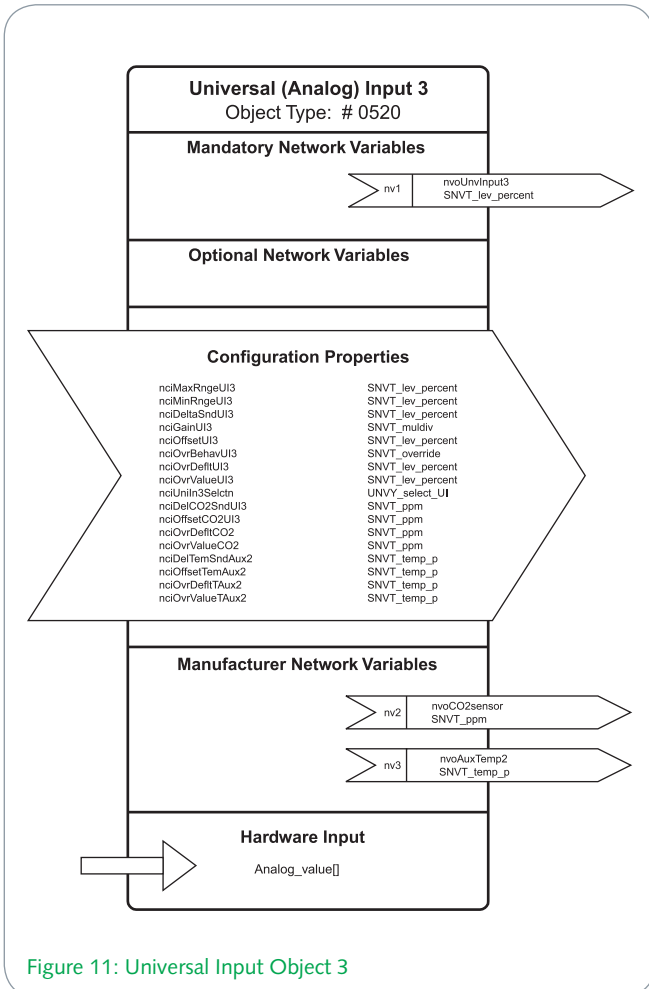 Universal (Analog) Input 3
Object Type: # 0520
Mandatory Network Variables
nv1 nvoUnvInput3
SNVT_lev_percent
Optional Network Variables
Configuration Properties
nciMaxRngeUI3 SNVT_lev_percent
nciMinRngeUI3 SNVT_lev_percent
nciDeltaSndUI3 SNVT_lev_percent
nciGainUI3 SNVT_muldiv
nciOffsetUI3 SNVT_lev_percent
nciOvrBehavUI3 SNVT_override
nciOvrDefltUI3 SNVT_lev_percent
nciOvrValueUI3 SNVT_lev_percent
nciUniIn3Selctn UNVY_select_UI
nciDelCO2SndUI3 SNVT_ppm
nciOffsetCO2UI3 SNVT_ppm
nciOvrDefltCO2 SNVT_ppm
nciOvrValueCO2 SNVT_ppm
nciDelTemSndAux2 SNVT_temp_p
nciOffsetTemAux2 SNVT_temp_p
nciOvrDefltTAux2 SNVT_temp_p
nciOvrValueTAux2 SNVT_temp_p
Manufacturer Network Variables
nv2 nvoCO2sensor
SNVT_ppm
nv3 nvoAuxTemp2
SNVT_temp_p
Hardware Input
Analog_value[]
Figure 11: Universal Input Object 3